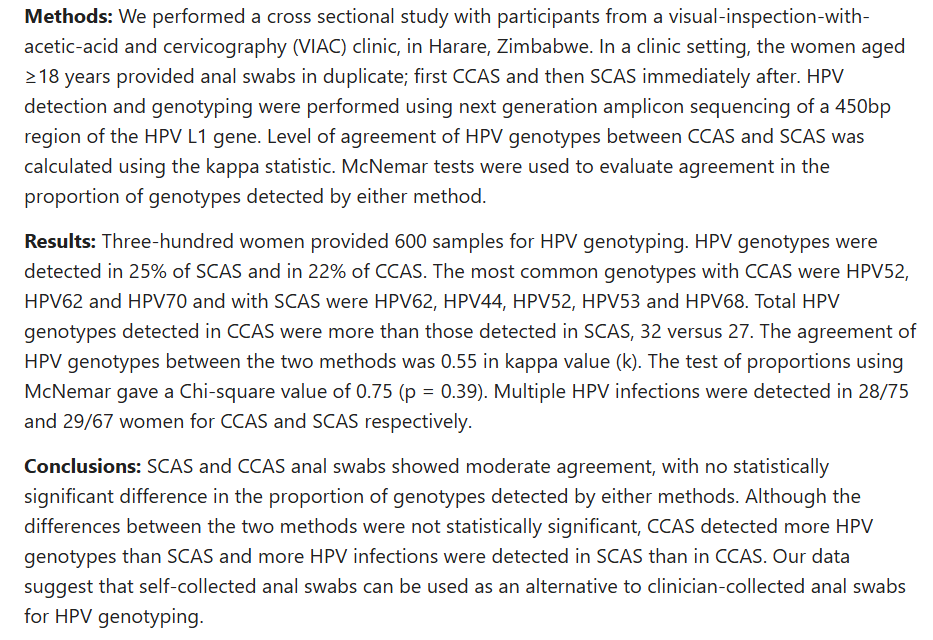 Methods: We performed a cross sectional study with participants from a visual-inspection-with-
acetic-acid and cervicography (VIAC) clinic, in Harare, Zimbabwe. In a clinic setting, the women aged
≥18 years provided anal swabs in duplicate; first CCAS and then SCAS immediately after. HPV
detection and genotyping were performed using next generation amplicon sequencing of a 450bp
region of the HPV L1 gene. Level of agreement of HPV genotypes between CCAS and SCAS was
calculated using the kappa statistic. McNemar tests were used to evaluate agreement in the
proportion of genotypes detected by either method.
Results: Three-hundred women provided 600 samples for HPV genotyping. HPV genotypes were
detected in 25% of SCAS and in 22% of CCAS. The most common genotypes with CCAS were HPV52,
HPV62 and HPV70 and with SCAS were HPV62, HPV44, HPV52, HPV53 and HPV68. Total HPV
genotypes detected in CCAS were more than those detected in SCAS, 32 versus 27. The agreement of
HPV genotypes between the two methods was 0.55 in kappa value (k). The test of proportions using
McNemar gave a Chi-square value of 0.75 (p = 0.39). Multiple HPV infections were detected in 28/75
and 29/67 women for CCAS and SCAS respectively.
Conclusions: SCAS and CCAS anal swabs showed moderate agreement, with no statistically
significant difference in the proportion of genotypes detected by either methods. Although the
differences between the two methods were not statistically significant, CCAS detected more HPV
genotypes than SCAS and more HPV infections were detected in SCAS than in CCAS. Our data
suggest that self-collected anal swabs can be used as an alternative to clinician-collected anal swabs
for HPV genotyping.